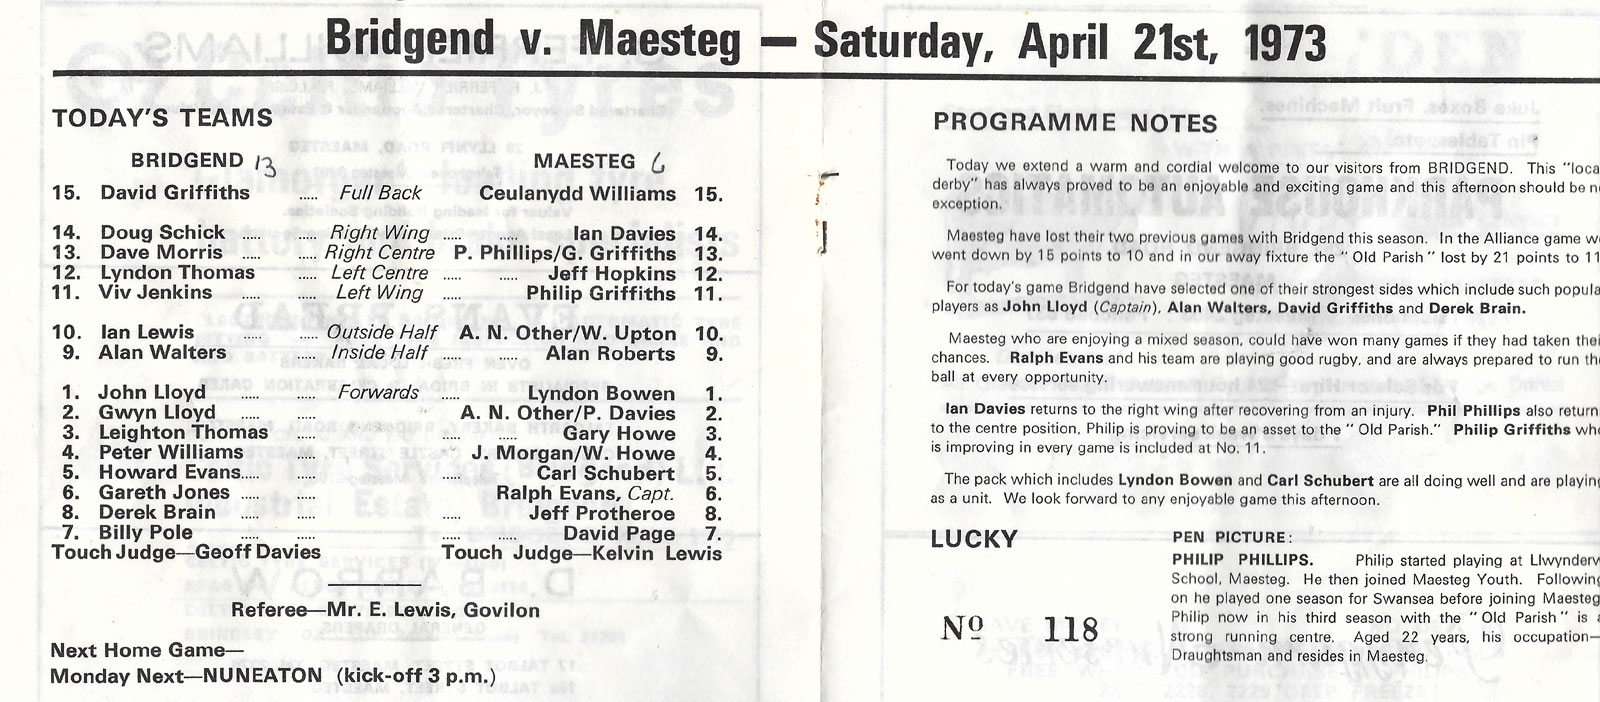 Bridgend v. Maesteg — Saturday, April 21st, 1973
TODAY'S TEAMS
BRIDGEND 13 MAESTEG 6
15. David Griffiths ..... Full Back Ceulanydd Williams 15.
14. Doug Schick ..... Right Wing ..... ..... Ian Davies 14.
13. Dave Morris ..... ..... Right Centre P. Phillips/G. Griffiths 13.
12. Lyndon Thomas ..... Left Centre ..... Jeff Hopkins 12.
11. Viv Jenkins ..... ..... Left Wing ..... Philip Griffiths 11.
10. Ian Lewis ..... Outside Half A. N. Other/W. Upton 10.
9. Alan Walters ..... Inside Half ..... Alan Roberts 9.
1. John Lloyd ..... Forwards ..... Lyndon Bowen 1.
2. Gwyn Lloyd ..... ..... A. N. Other/P. Davies 2.
3. Leighton Thomas ..... ..... ..... Gary Howe 3.
4. Peter Williams ..... ..... J. Morgan/W. Howe 4.
5. Howard Evans..... ..... ..... Carl Schubert 5.
6. Gareth Jones ..... ..... Ralph Evans, Capt. 6.
8. Derek Brain ..... ..... ..... Jeff Protheroe 8.
7. Billy Pole ..... ..... ..... ..... David Page 7.
Touch Judge—Geoff Davies Touch Judge—Kelvin Lewis
Referee—Mr. E. Lewis, Govilon
Next Home Game—
Monday Next—NUNEATON (kick-off 3 p.m.)
PROGRAMME NOTES
Today we extend a warm and cordial welcome to our visitors from BRIDGEND. This "loca
derby" has always proved to be an enjoyable and exciting game and this afternoon should be n
exception.
Maesteg have lost their two previous games with Bridgend this season. In the Alliance game w
went down by 15 points to 10 and in our away fixture the "Old Parish" lost by 21 points to 11
For today's game Bridgend have selected one of their strongest sides which include such popula
players as John Lloyd (Captain), Alan Walters, David Griffiths and Derek Brain.
Maesteg who are enjoying a mixed season, could have won many games if they had taken thei
chances. Ralph Evans and his team are playing good rugby, and are always prepared to run th
ball at every opportunity.
Ian Davies returns to the right wing after recovering from an injury. Phil Phillips also return
to the centre position, Philip is proving to be an asset to the "Old Parish." Philip Griffiths wh
is improving in every game is included at No. 11.
The pack which includes Lyndon Bowen and Carl Schubert are all doing well and are playing
as a unit. We look forward to any enjoyable game this afternoon.
LUCKY
Nº 118
PEN PICTURE:
PHILIP PHILLIPS. Philip started playing at Llwynderw
School, Maesteg. He then joined Maesteg Youth. Following
on he played one season for Swansea before joining Maesteg
Philip now in his third season with the "Old Parish" is a
strong running centre. Aged 22 years, his occupation—
Draughtsman and resides in Maesteg.